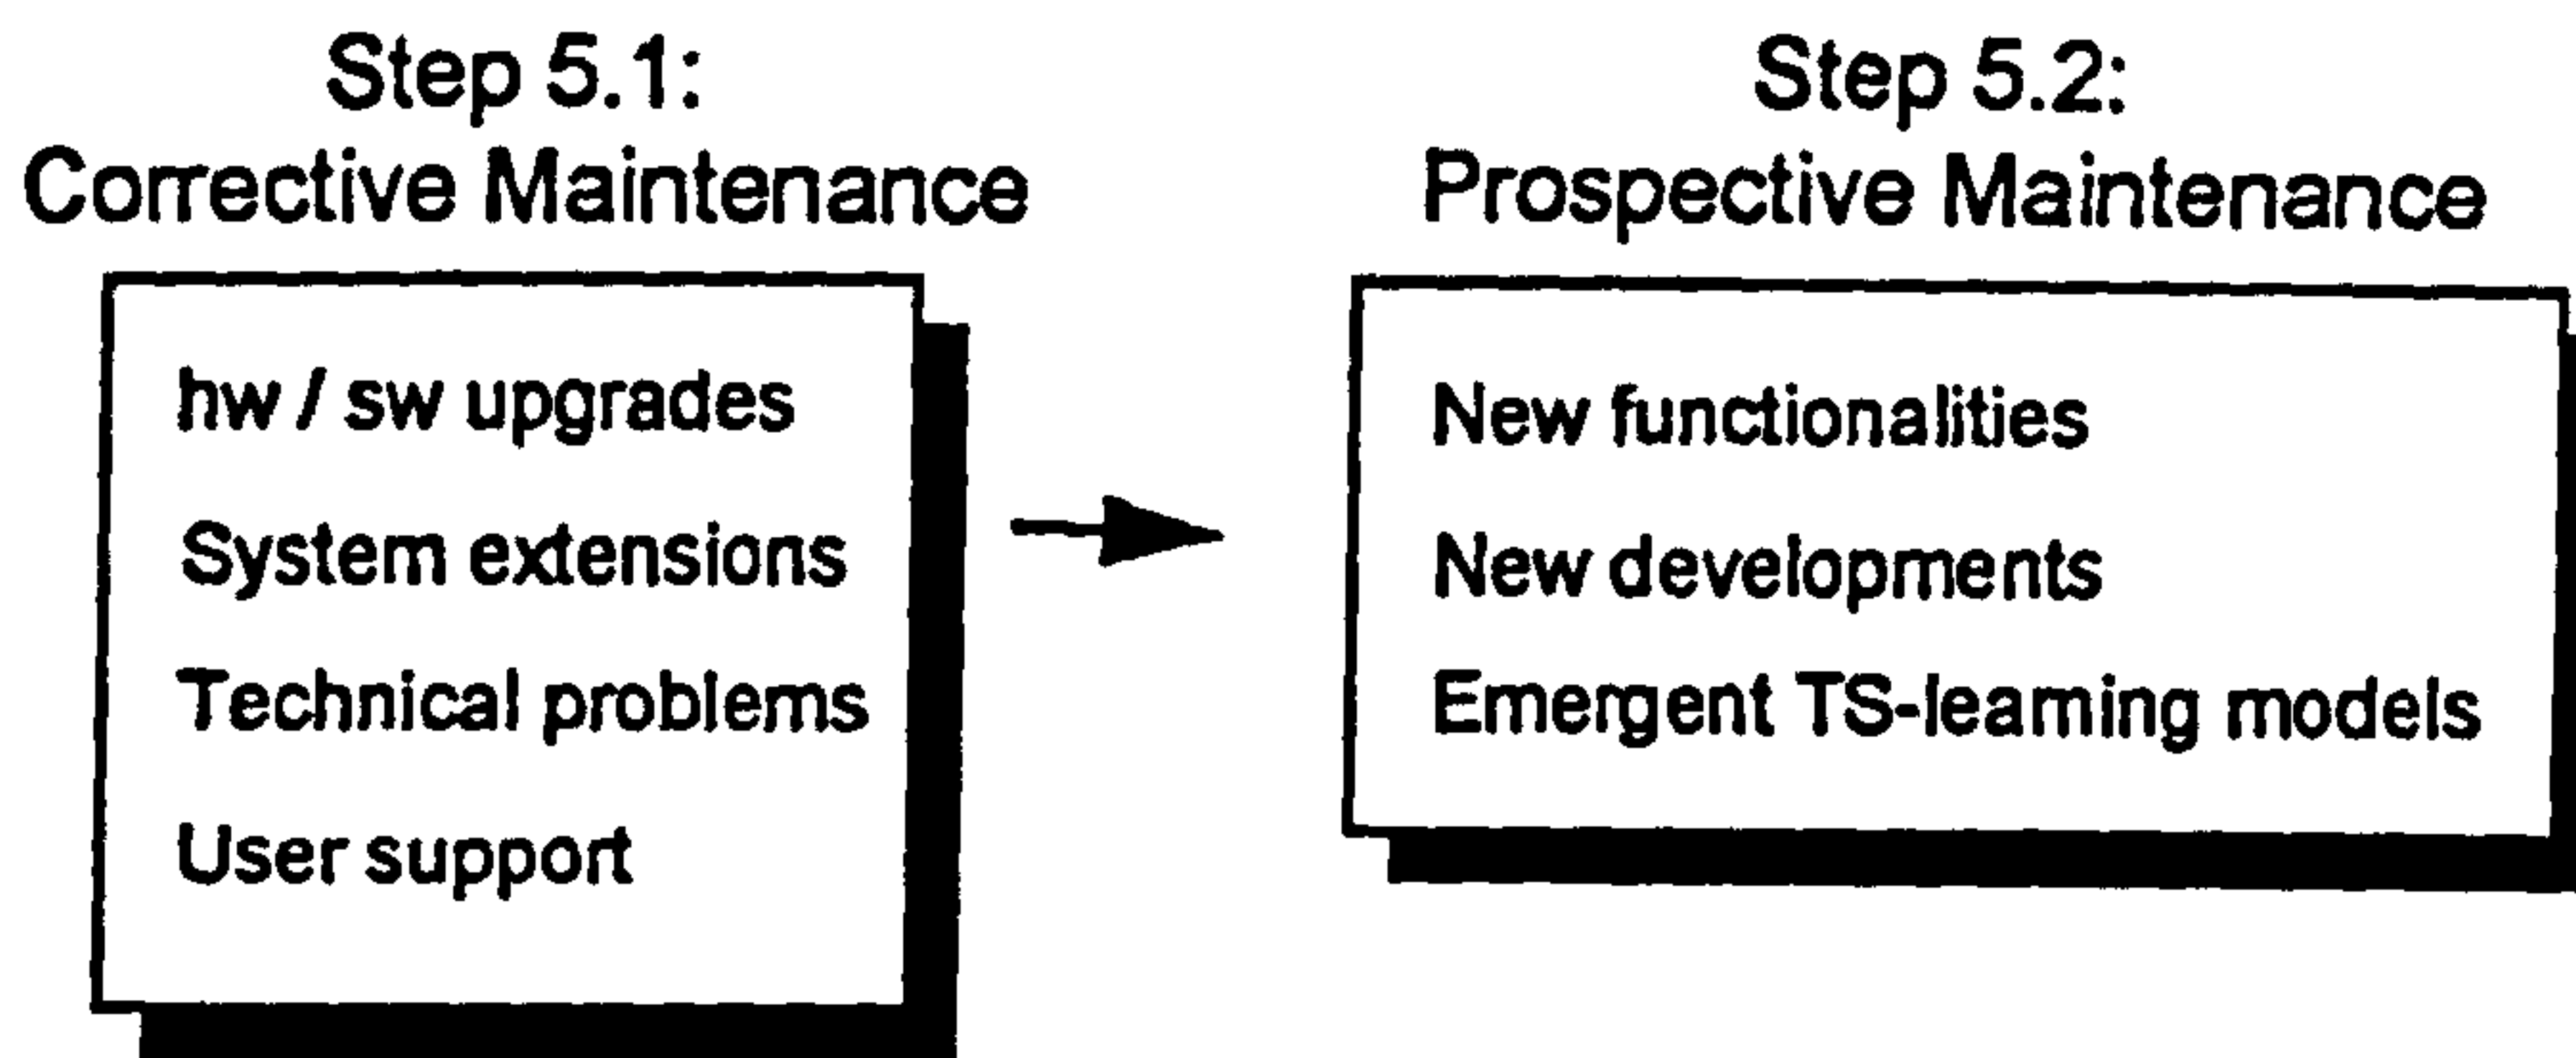 Step 5.1:
Corrective Maintenance
hw / sw upgrades
System extensions
Technical problems
User support
Step 5.2:
Prospective Maintenance
New functionalities
New developments
Emergent TS-learning models